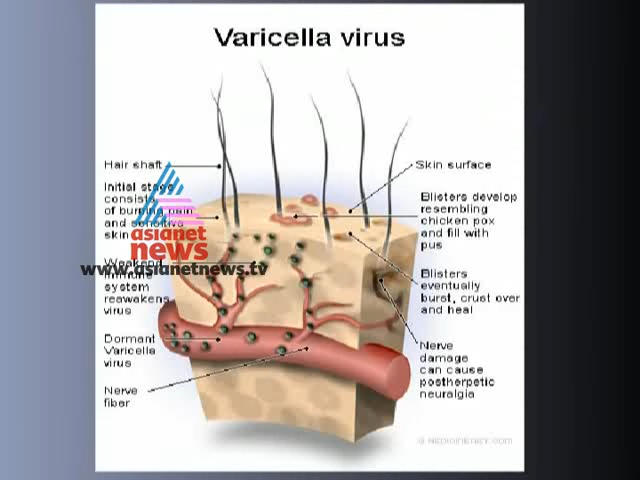 Varicella virus
Hair shaft
Initial stage
consists
of burning pain
and sensitive
skin
asianet
news
www.asianetnews.tv
Weakened
immune
system
reawakens
virus
Dormant
Varicella
virus
Nerve
fiber
Skin surface
Blisters develop
resembling
chicken pox
and fill with
pus
Blisters
eventually
burst, crust over
and heal
Nerve
damage
can cause
postherpetic
neuralgia
© MEDICINENET.COM